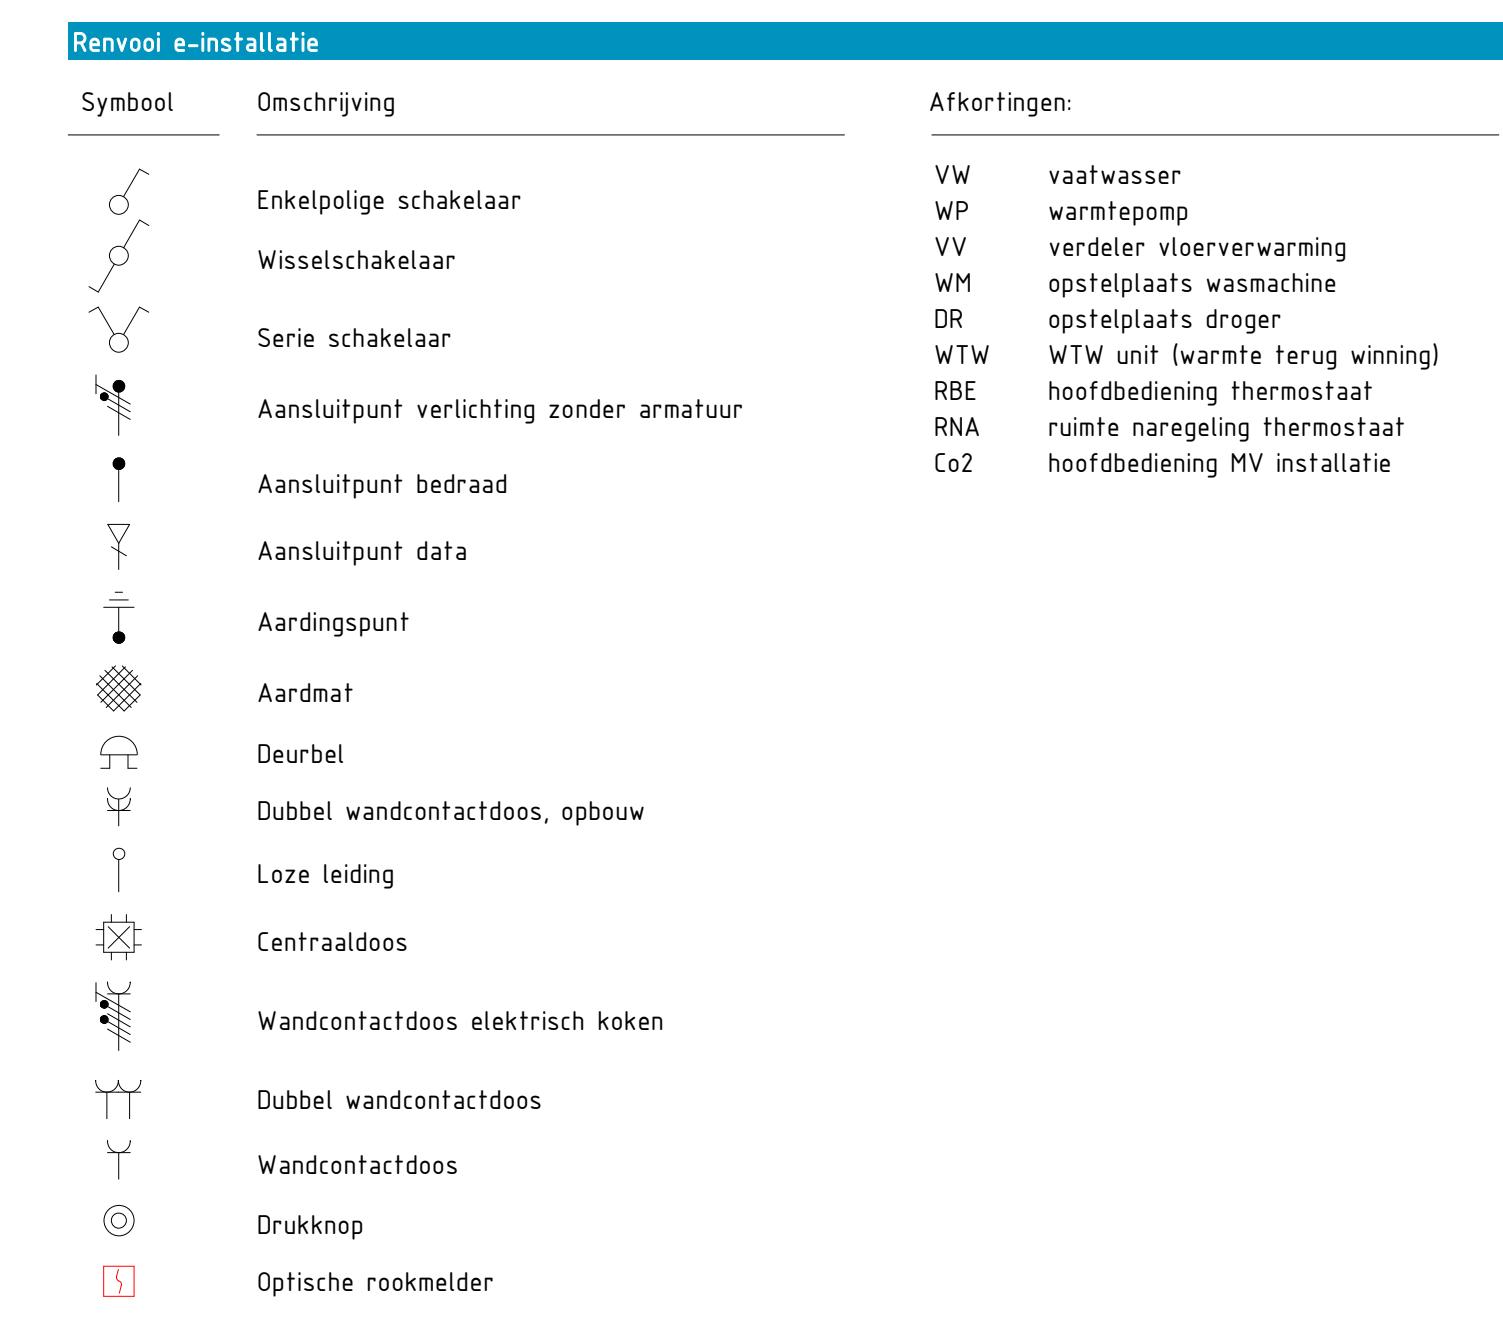 Renvooi e-installatie
Symbool Omschrijving
Enkelpolige schakelaar
Wisselschakelaar
Serie schakelaar
Aansluitpunt verlichting zonder armatuur
Aansluitpunt bedraad
Aansluitpunt data
Aardingspunt
Aardmat
Deurbel
Dubbel wandcontactdoos, opbouw
Loze leiding
Centraaldoos
Wandcontactdoos elektrisch koken
Dubbel wandcontactdoos
Wandcontactdoos
Drukknop
Optische rookmelder
Afkortingen:
VW vaatwasser
WP warmtepomp
VV verdeler vloerverwarming
WM opstelplaats wasmachine
DR opstelplaats droger
WTW WTW unit (warmte terug winning)
RBE hoofdbediening thermostaat
RNA ruimte naregeling thermostaat
Co2 hoofdbediening MV installatie